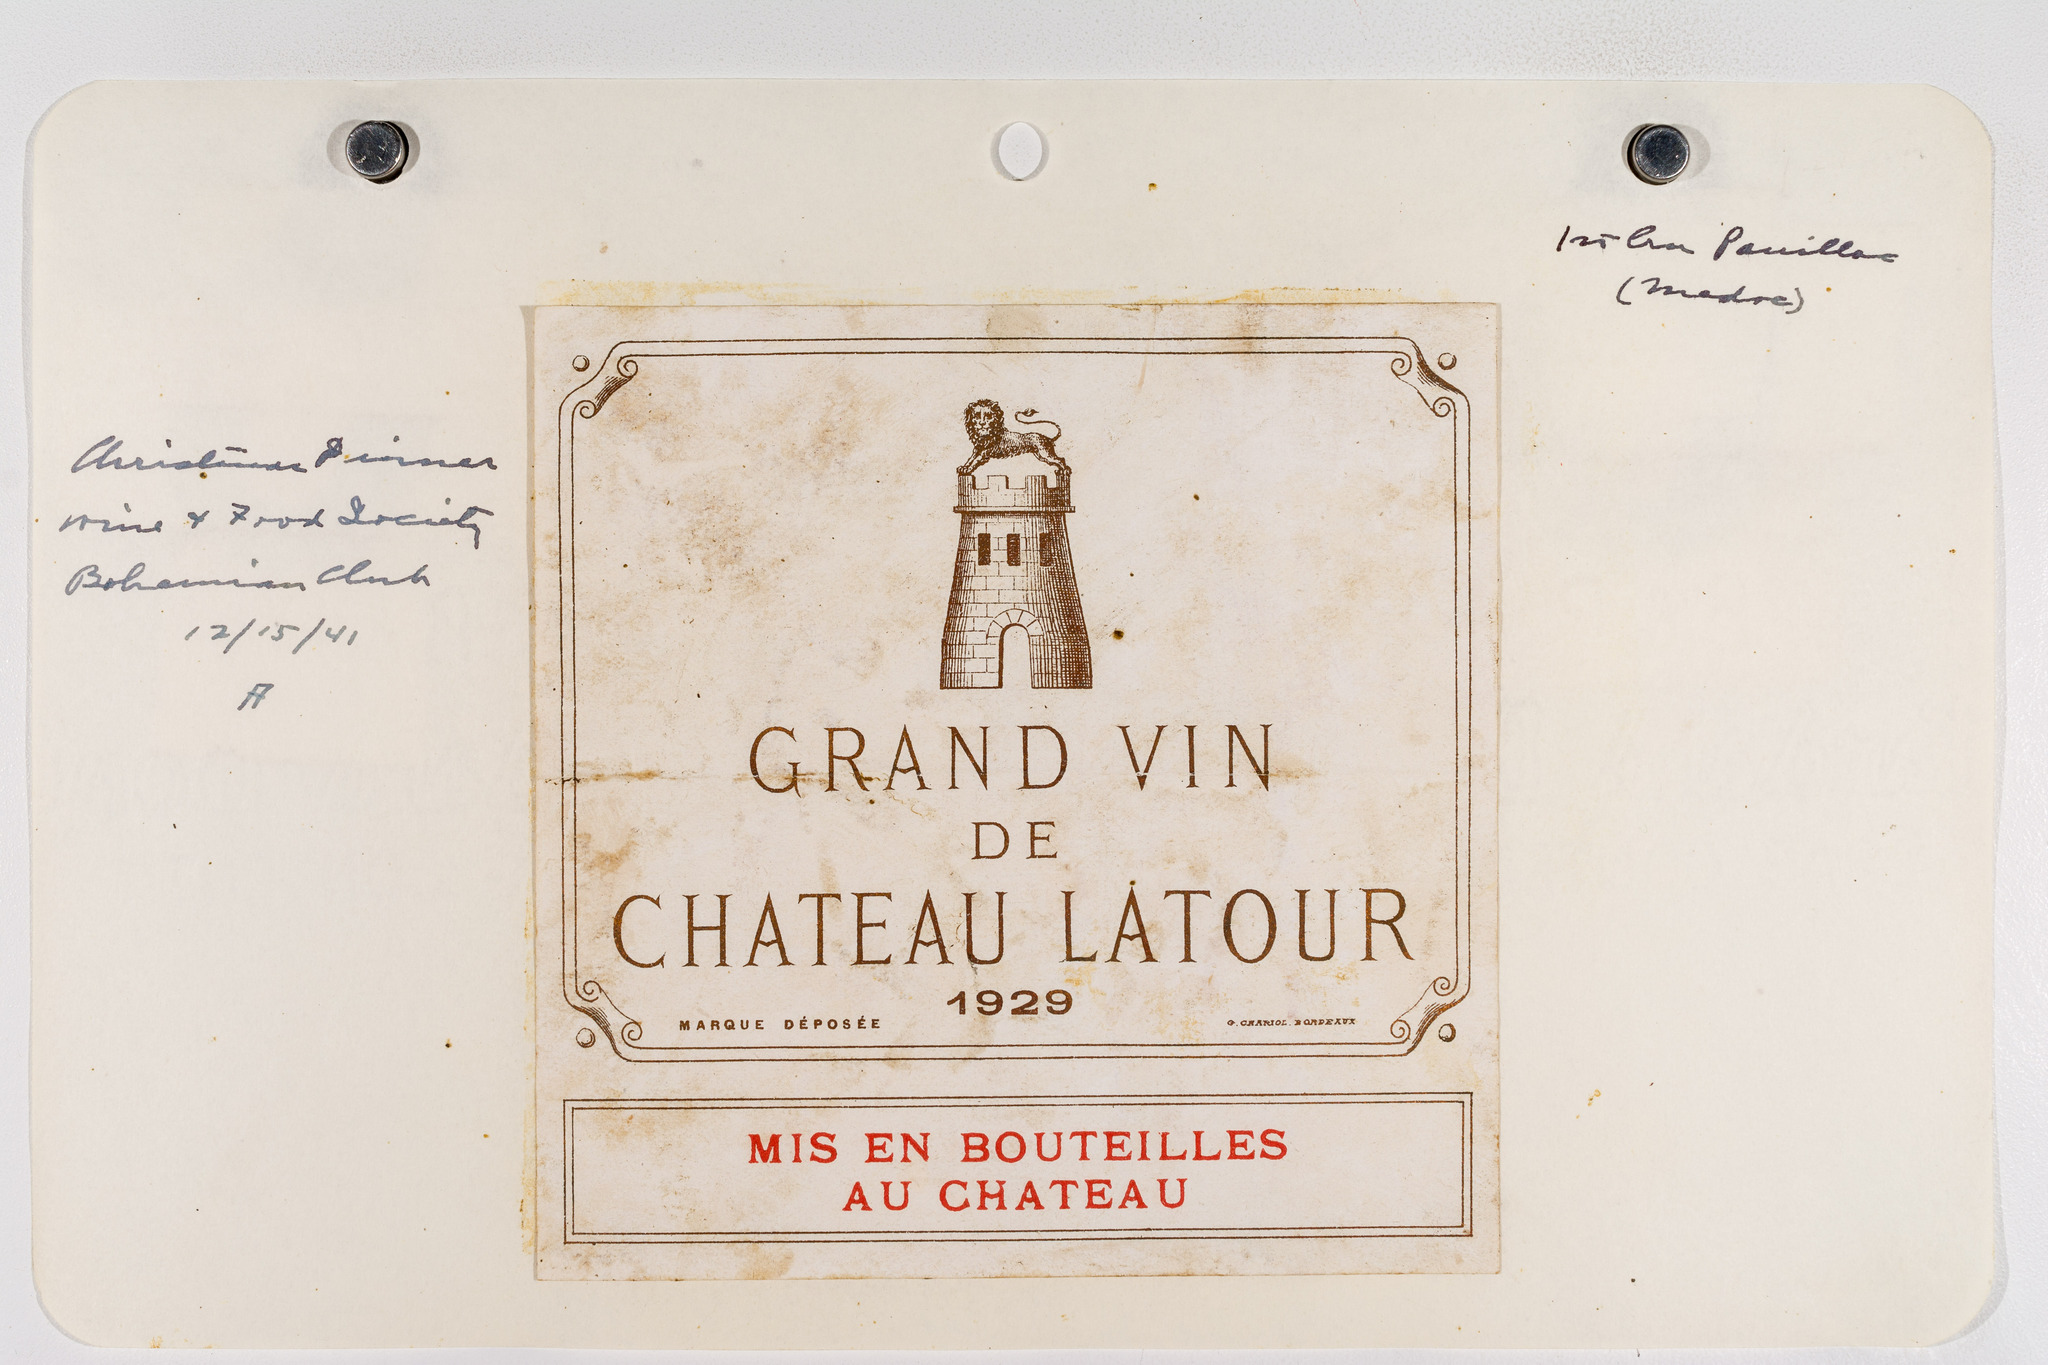 1st Cru Pauillac
(Medoc)
Christmas Dinner
Wine & Food Society
Bohemian Club
12/15/41
A
GRAND VIN
DE
CHATEAU LATOUR
1929
MARQUE DÉPOSÉE
G. CHARIOL. BORDEAUX
MIS EN BOUTEILLES
AU CHATEAU